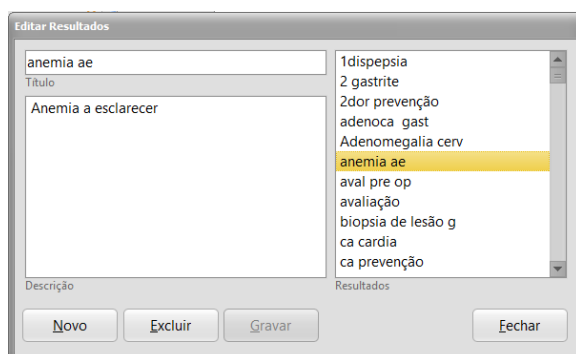 Editar Resultados
anemia ae
Título
Anemia a esclarecer
Descrição
1dispepsia
2 gastrite
2dor prevenção
adenoca  gast
Adenomegalia cerv
anemia ae
aval pre op
avaliação
biopsia de lesão g
ca cardia
ca prevenção
Resultados
Novo
Excluir
Gravar
Fechar